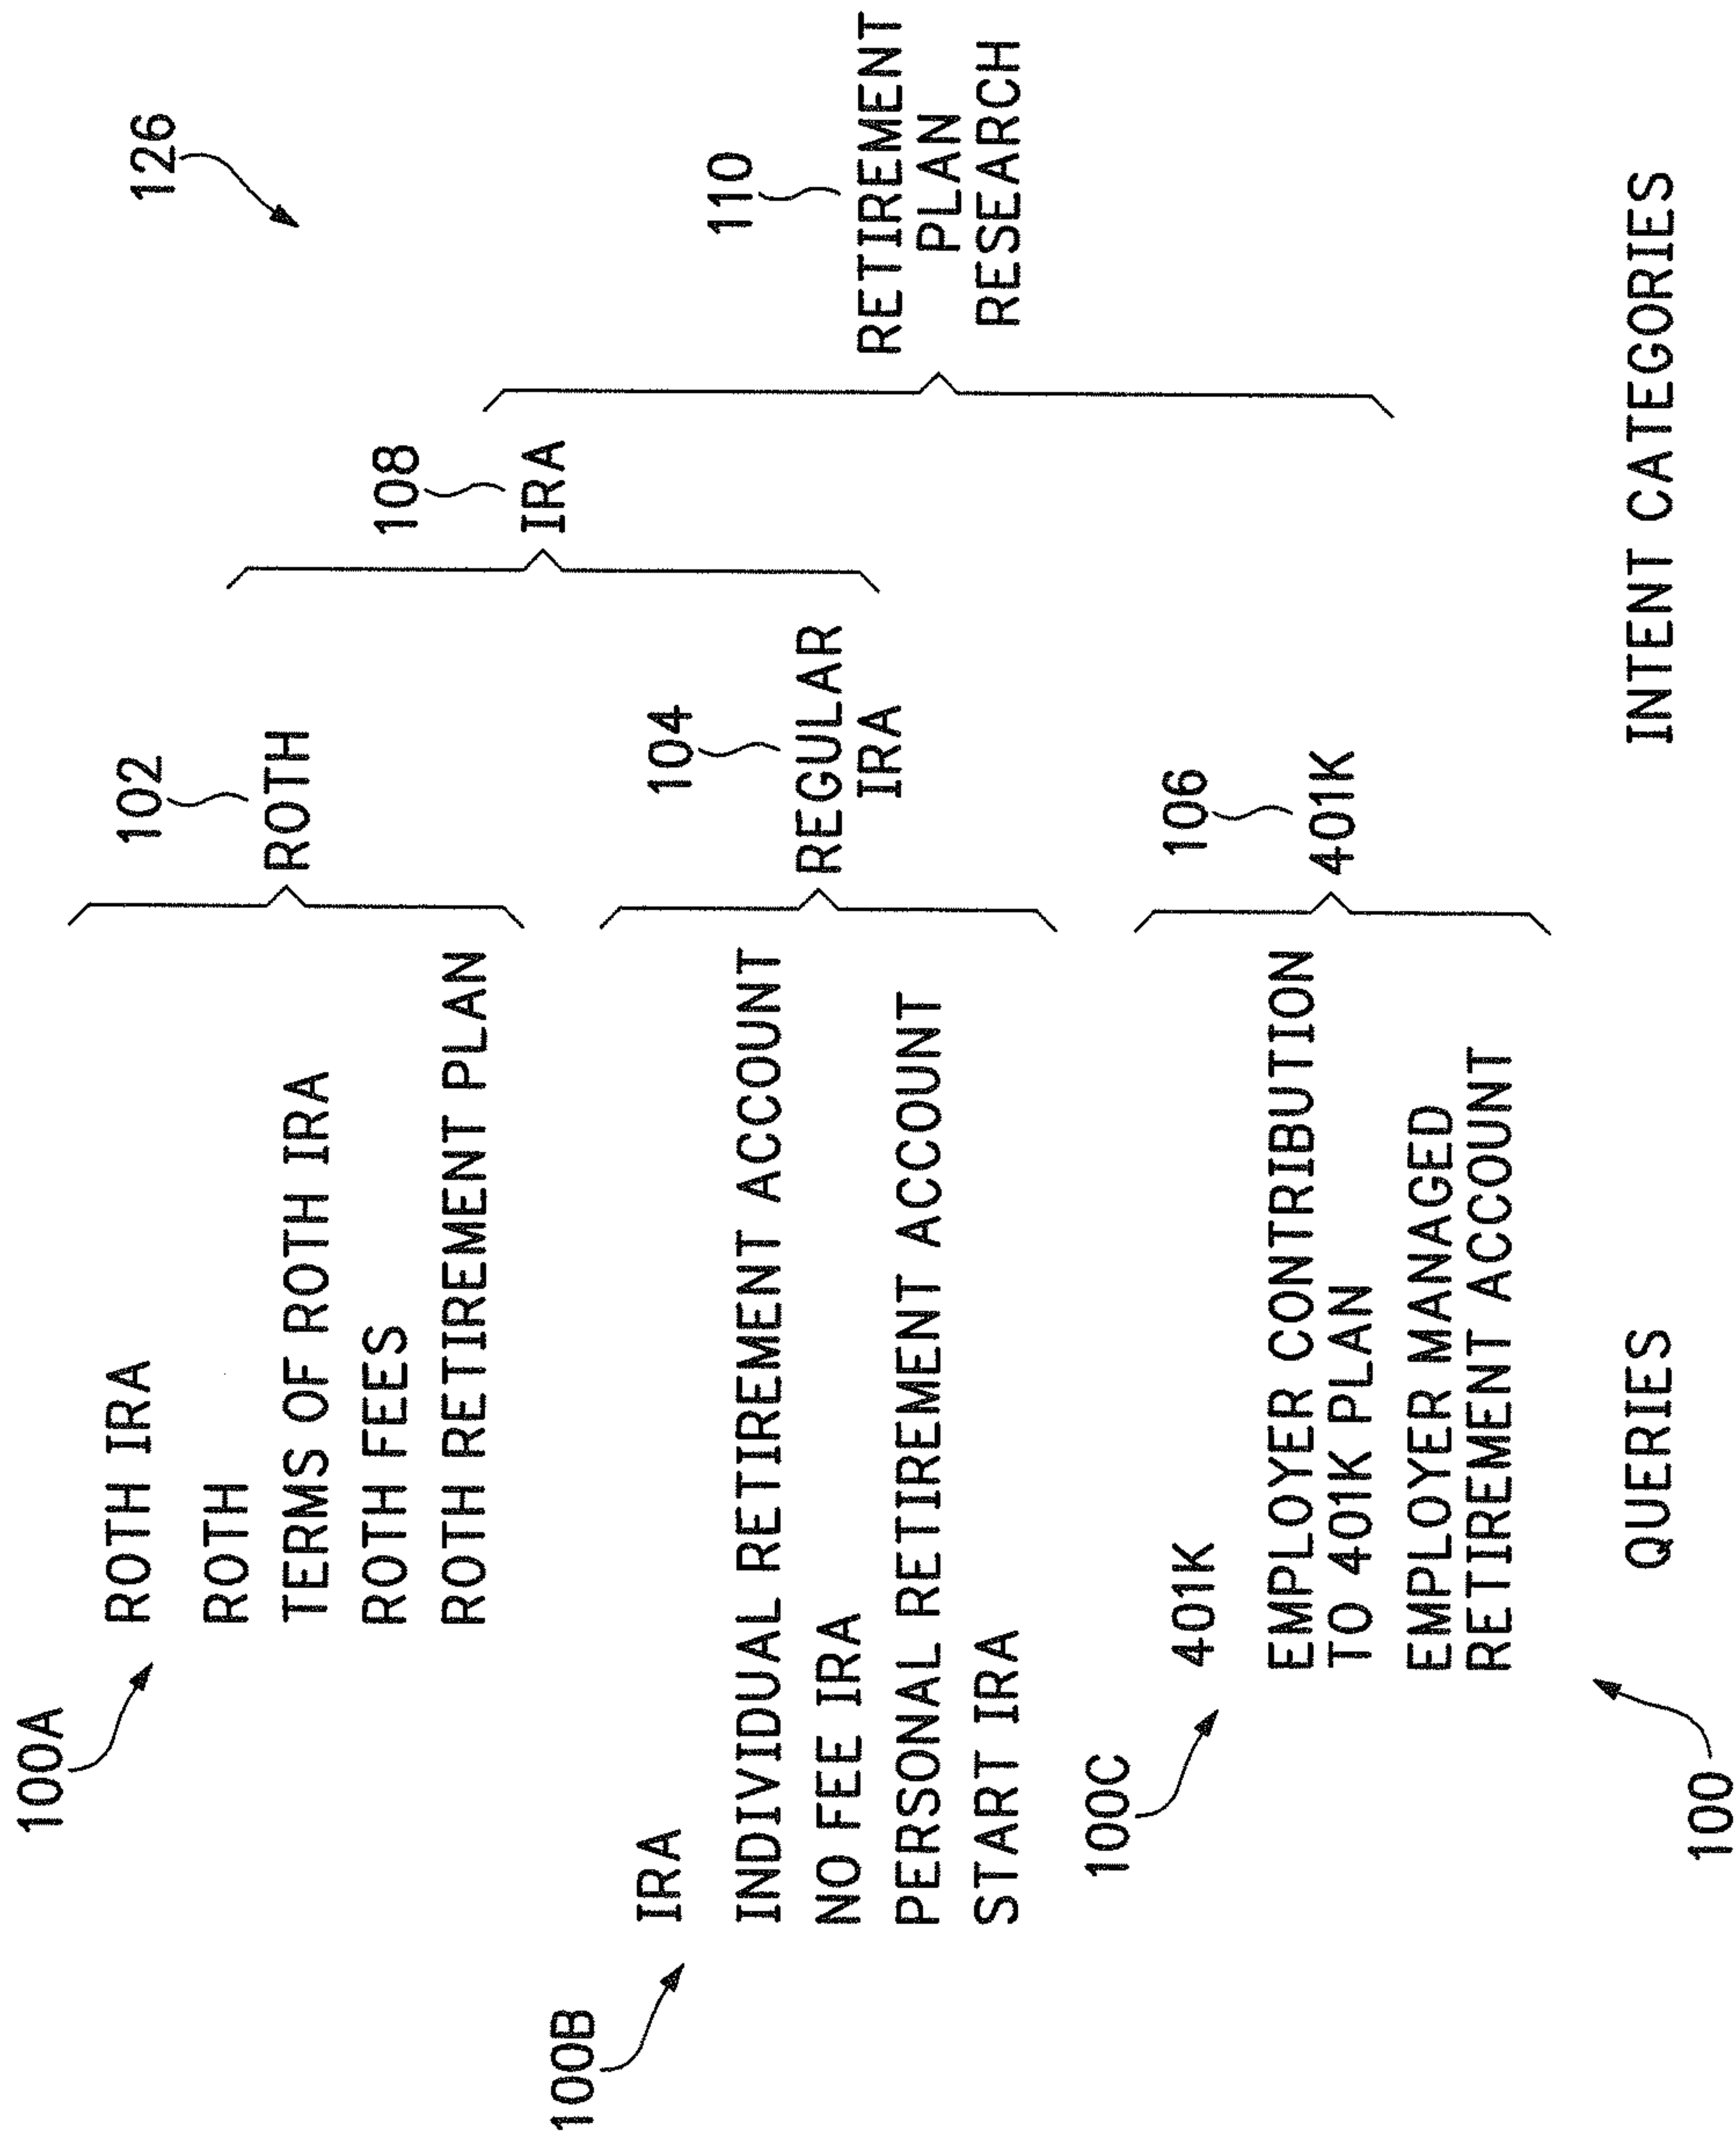 126
100A
ROTH IRA
ROTH
TERMS OF ROTH IRA
ROTH FEES
ROTH RETIREMENT PLAN
102
ROTH
100B
IRA
INDIVIDUAL RETIREMENT ACCOUNT
NO FEE IRA
PERSONAL RETIREMENT ACCOUNT
START IRA
104
REGULAR
IRA
108
IRA
100C
401K
EMPLOYER CONTRIBUTION
TO 401K PLAN
EMPLOYER MANAGED
RETIREMENT ACCOUNT
106
401K
110
RETIREMENT
PLAN
RESEARCH
100
QUERIES
INTENT CATEGORIES